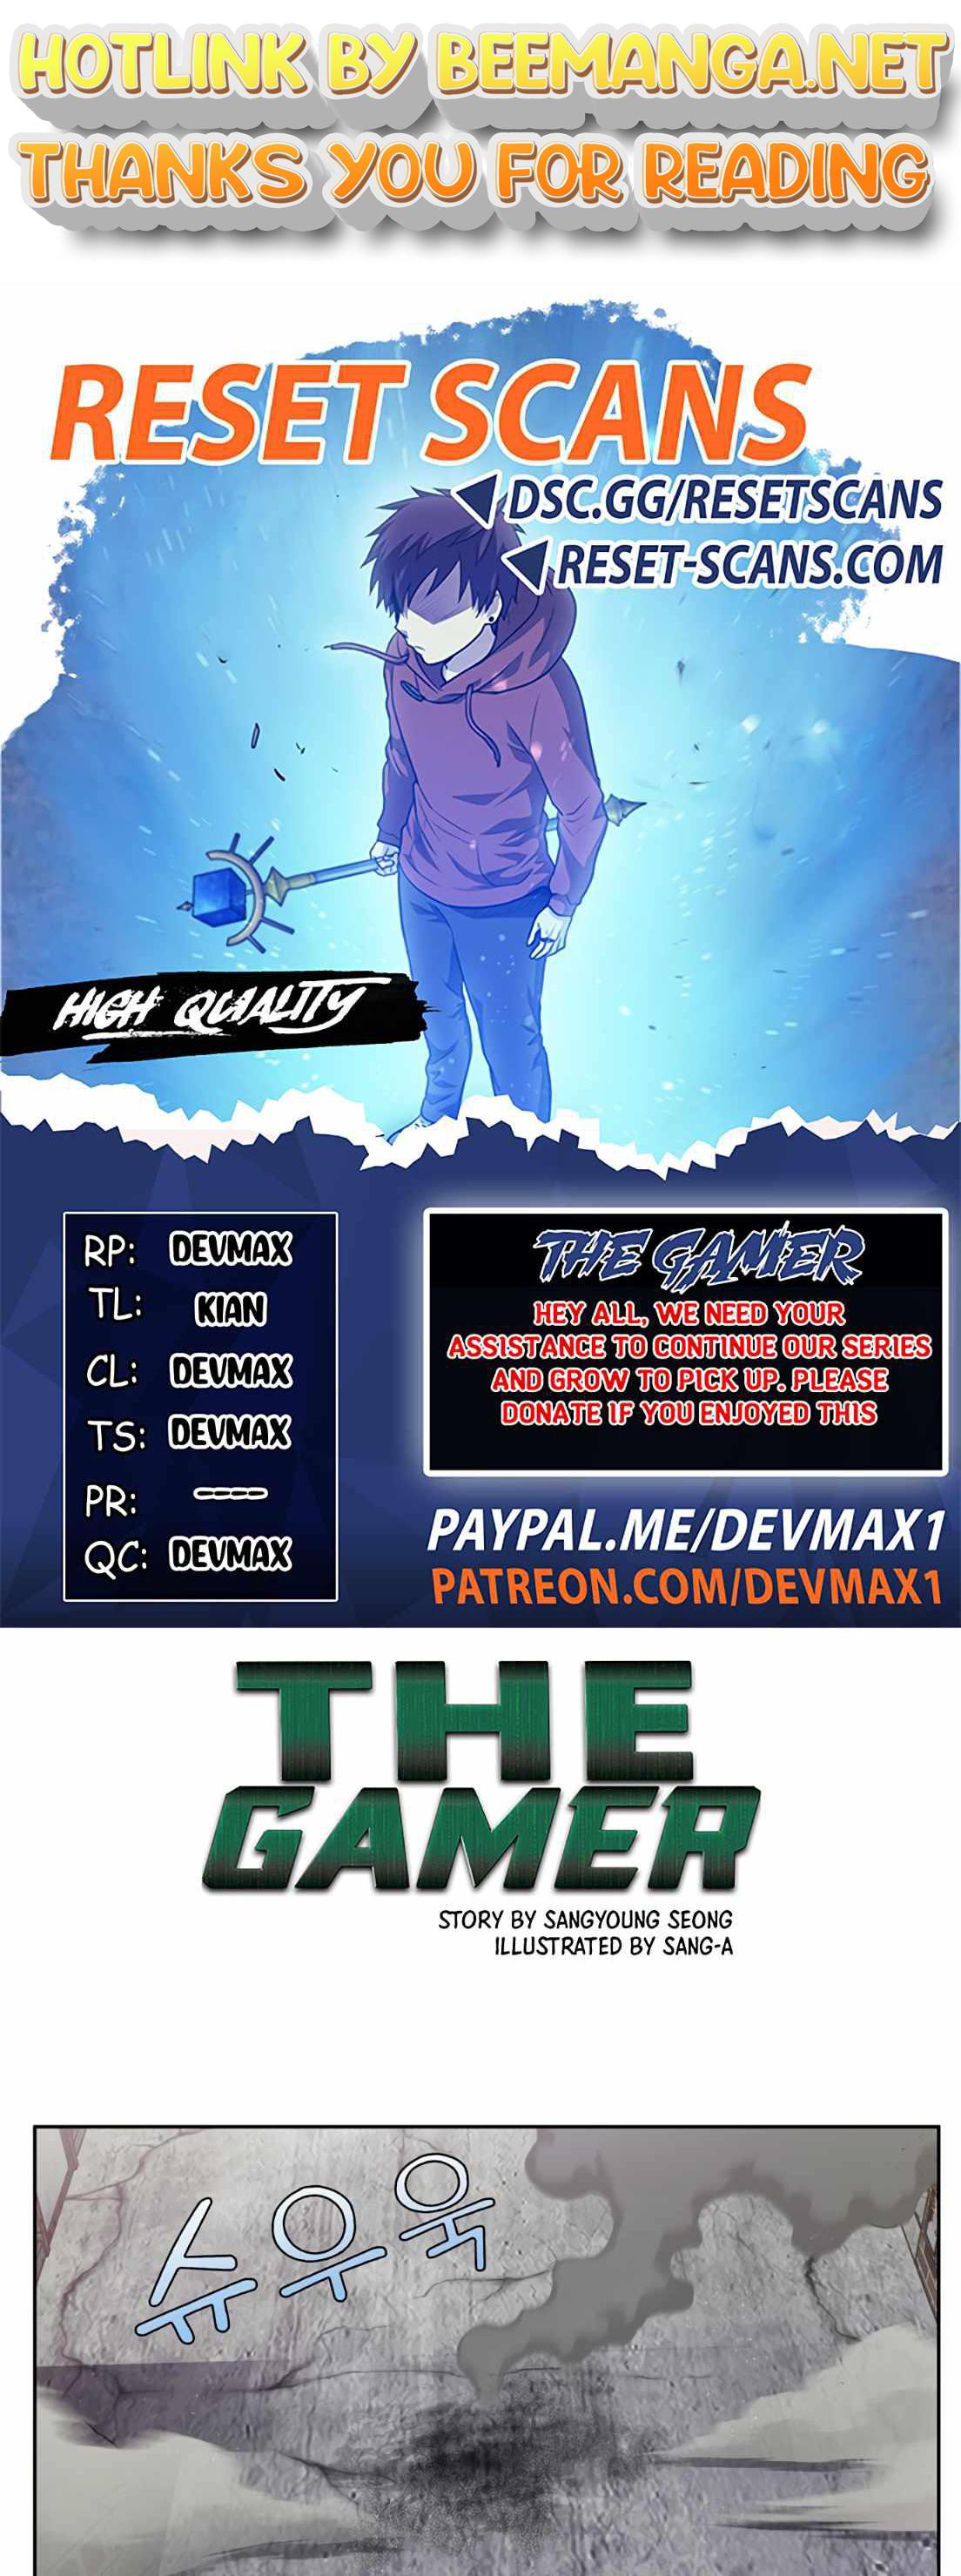 HOTLINK BY BEEMANGA.NET
THANKS YOU FOR READING
RESET SCANS
DSC.GG/RESETSCANS
RESET-SCANS.COM
HIGH QUALITY
RP: DEVMAX
TL: KIAN
CL: DEVMAX
TS: DEVMAX
PR: ----
QC: DEVMAX
THE GAMER
HEY ALL, WE NEED YOUR
ASSISTANCE TO CONTINUE OUR SERIES
AND GROW TO PICK UP. PLEASE
DONATE IF YOU ENJOYED THIS
PAYPAL.ME/DEVMAX1
PATREON.COM/DEVMAX1
THE
GAMER
STORY BY SANGYOUNG SEONG
ILLUSTRATED BY SANG-A
슈우욱